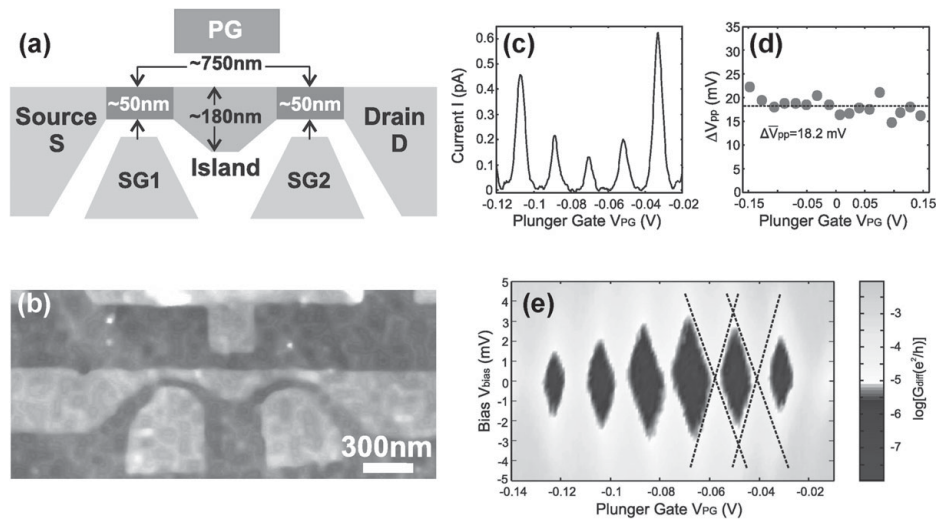 (a)
PG
~750nm
~50nm
~180nm
~50nm
Source
S
Drain
D
Island
SG1
SG2
(b)
300nm
(c)
Current I (pA)
0.6
0.5
0.4
0.3
0.2
0.1
0
-0.12
-0.1
-0.08
-0.06
-0.04
-0.02
Plunger Gate VPG (V)
(d)
ΔVpp (mV)
35
30
25
20
15
10
5
0
ΔV̅pp=18.2 mV
-0.15
-0.1
-0.05
0
0.05
0.1
0.15
Plunger Gate VPG (V)
(e)
Bias Vbias (mV)
5
4
3
2
1
0
-1
-2
-3
-4
-5
-0.14
-0.12
-0.1
-0.08
-0.06
-0.04
-0.02
Plunger Gate VPG (V)
-3
-4
-5
-6
-7
log[Gdiff(e²/h)]